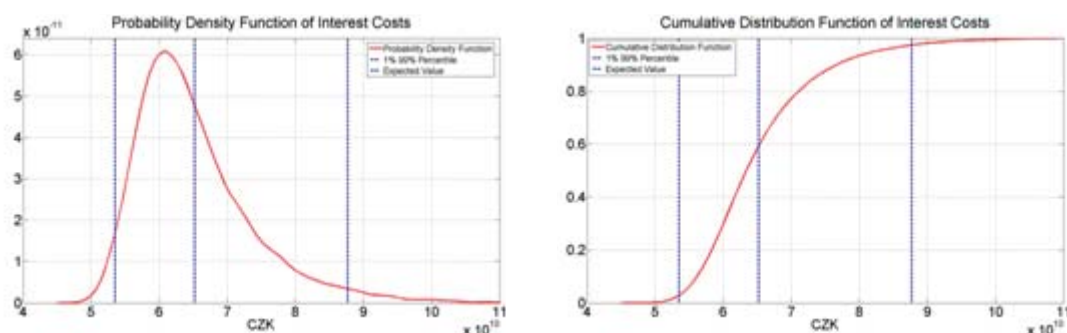 Probability Density Function of Interest Costs
x 10^-11
6
5
4
3
2
1
0
Probability Density Function
1% 99% Percentile
Expected Value
4 5 6 7 8 9 10 11
CZK
x 10^10
Cumulative Distribution Function of Interest Costs
1
0.8
0.6
0.4
0.2
0
Cumulative Distribution Function
1% 99% Percentile
Expected Value
4 5 6 7 8 9 10 11
CZK
x 10^10